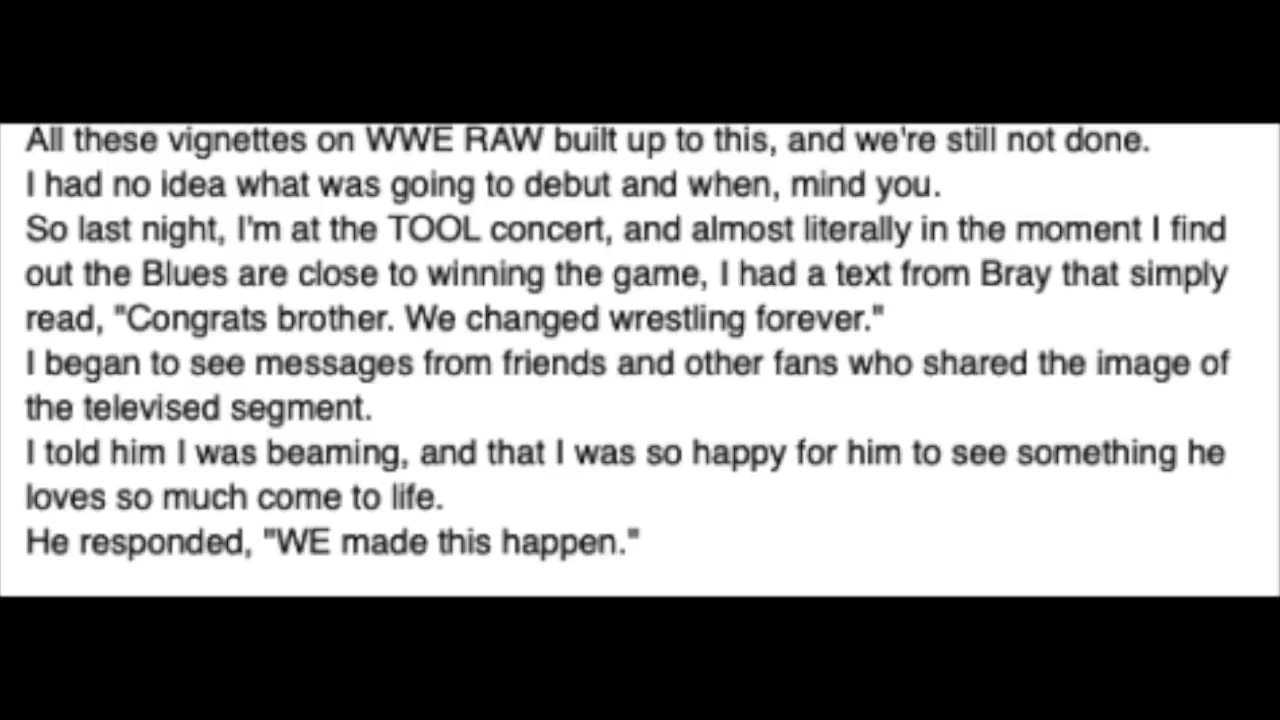 All these vignettes on WWE RAW built up to this, and we're still not done.
I had no idea what was going to debut and when, mind you.
So last night, I'm at the TOOL concert, and almost literally in the moment I find
out the Blues are close to winning the game, I had a text from Bray that simply
read, "Congrats brother. We changed wrestling forever."
I began to see messages from friends and other fans who shared the image of
the televised segment.
I told him I was beaming, and that I was so happy for him to see something he
loves so much come to life.
He responded, "WE made this happen."